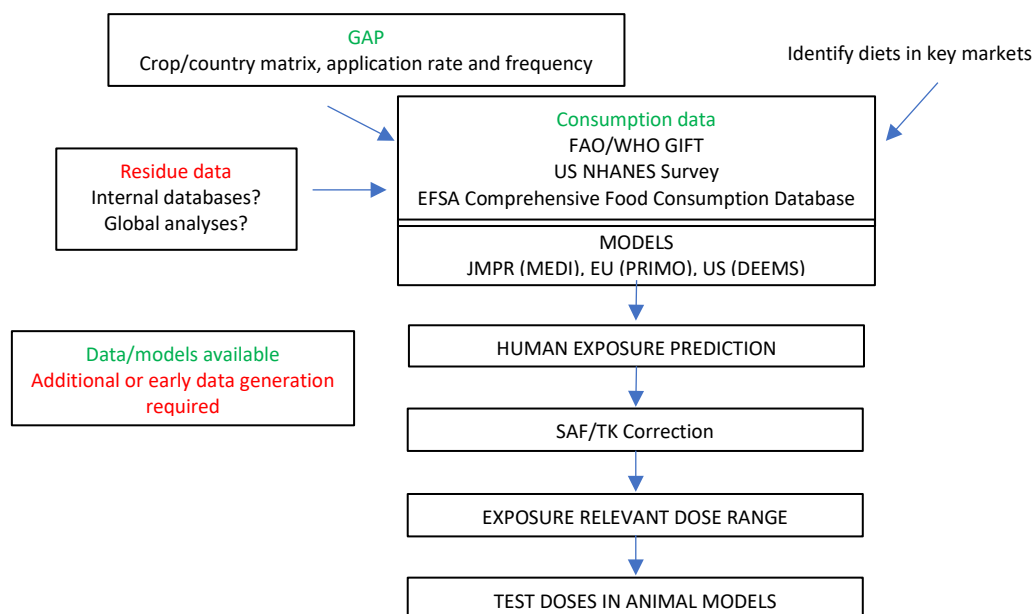 GAP
Crop/country matrix, application rate and frequency
Identify diets in key markets
Consumption data
FAO/WHO GIFT
US NHANES Survey
EFSA Comprehensive Food Consumption Database
Residue data
Internal databases?
Global analyses?
MODELS
JMPR (MEDI), EU (PRIMO), US (DEEMS)
HUMAN EXPOSURE PREDICTION
Data/models available
Additional or early data generation
required
SAF/TK Correction
EXPOSURE RELEVANT DOSE RANGE
TEST DOSES IN ANIMAL MODELS